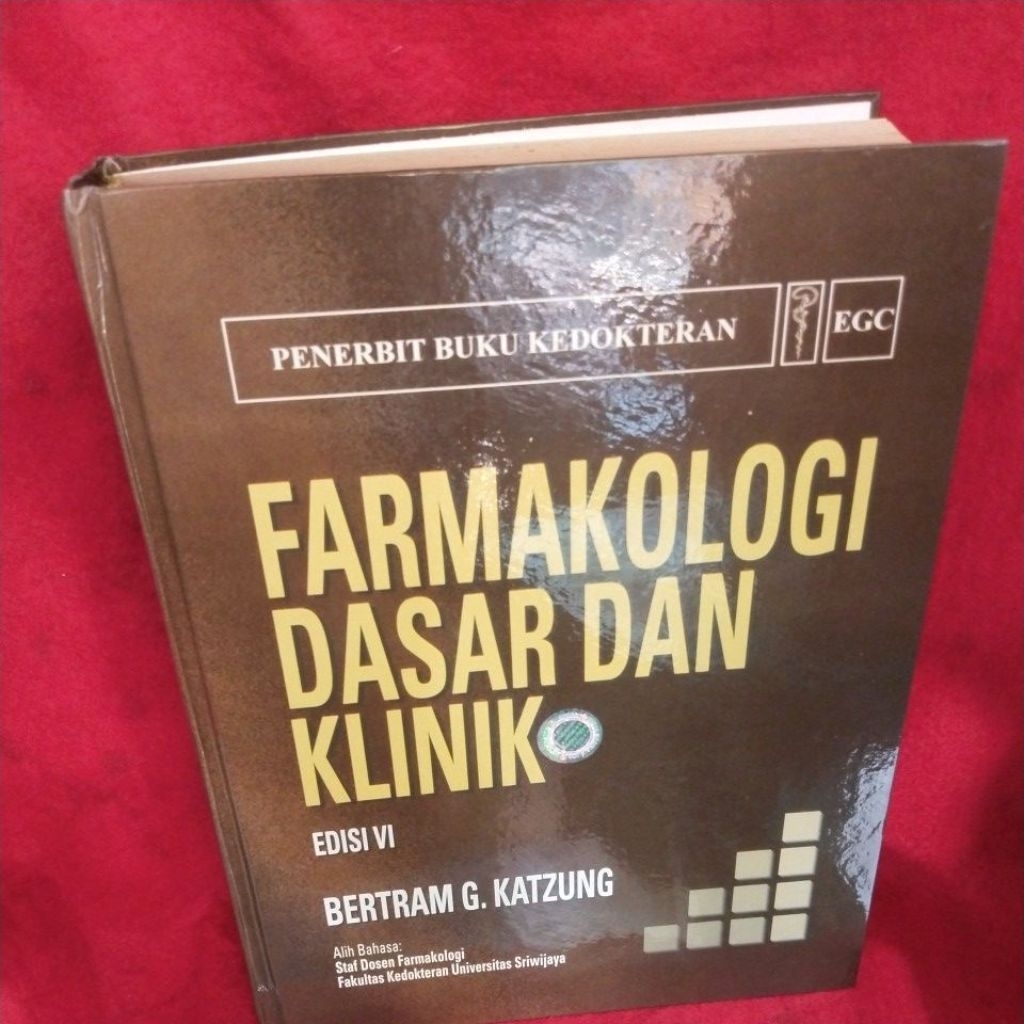 PENERBIT BUKU KEDOKTERAN EGC
FARMAKOLOGI
DASAR DAN
KLINIK
EDISI VI
BERTRAM G. KATZUNG
Alih Bahasa:
Staf Dosen Farmakologi
Fakultas Kedokteran Universitas Sriwijaya